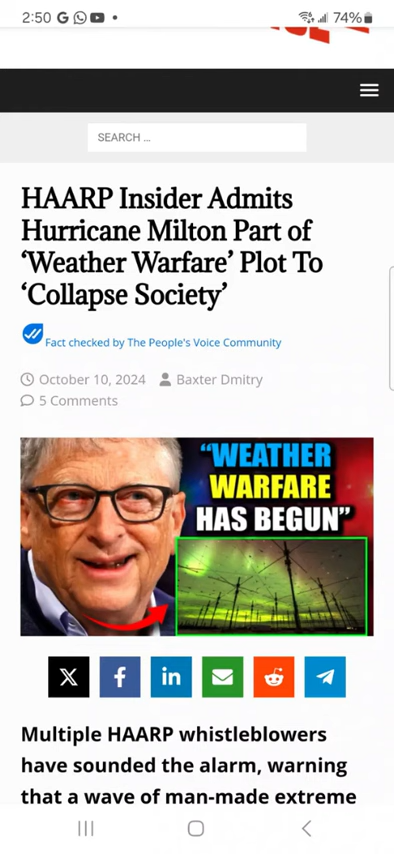 2:50
74%
SEARCH ...
HAARP Insider Admits
Hurricane Milton Part of
‘Weather Warfare’ Plot To
‘Collapse Society’
Fact checked by The People's Voice Community
October 10, 2024 Baxter Dmitry
5 Comments
“WEATHER
WARFARE
HAS BEGUN”
Multiple HAARP whistleblowers
have sounded the alarm, warning
that a wave of man-made extreme